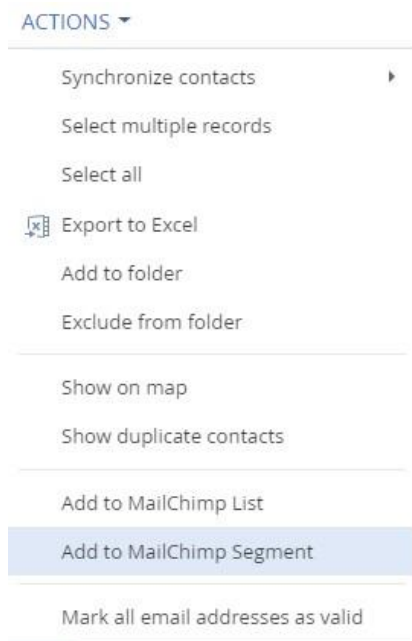 ACTIONS
Synchronize contacts
Select multiple records
Select all
Export to Excel
Add to folder
Exclude from folder
Show on map
Show duplicate contacts
Add to MailChimp List
Add to MailChimp Segment
Mark all email addresses as valid